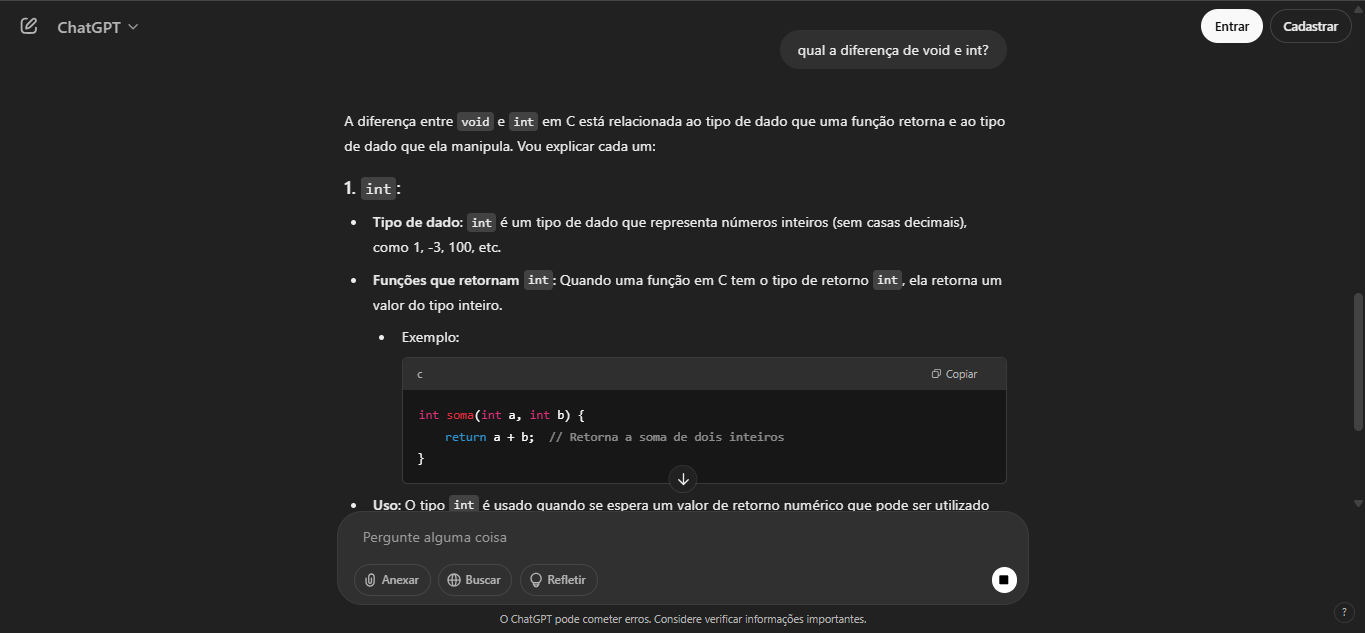 ChatGPT
Entrar
Cadastrar
qual a diferença de void e int?
A diferença entre void e int em C está relacionada ao tipo de dado que uma função retorna e ao tipo
de dado que ela manipula. Vou explicar cada um:
1. int:
• Tipo de dado: int é um tipo de dado que representa números inteiros (sem casas decimais),
como 1, -3, 100, etc.
• Funções que retornam int: Quando uma função em C tem o tipo de retorno int, ela retorna um
valor do tipo inteiro.
• Exemplo:
c
Copiar
int soma(int a, int b) {
return a + b; // Retorna a soma de dois inteiros
}
• Uso: O tipo int é usado quando se espera um valor de retorno numérico que pode ser utilizado
Pergunte alguma coisa
Anexar
Buscar
Refletir
O ChatGPT pode cometer erros. Considere verificar informações importantes.
?